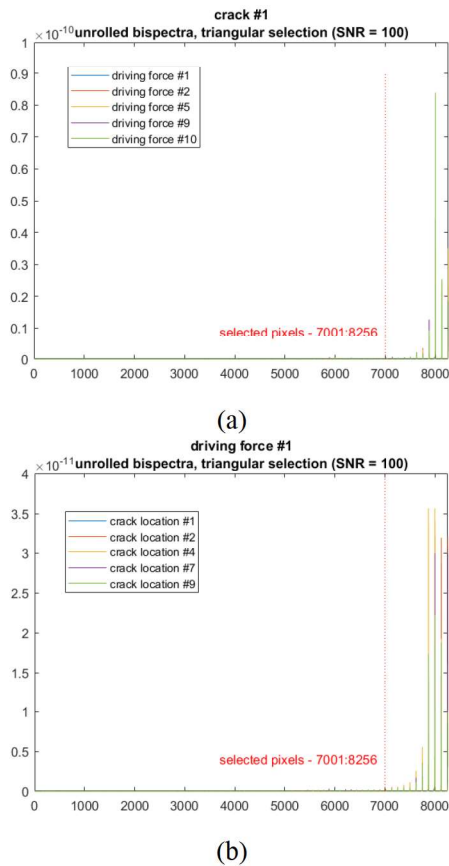 crack #1
×10⁻¹⁰ unrolled bispectra, triangular selection (SNR = 100)
1
0.9
0.8
0.7
0.6
0.5
0.4
0.3
0.2
0.1
0
driving force #1
driving force #2
driving force #5
driving force #9
driving force #10
selected pixels - 7001:8256
0 1000 2000 3000 4000 5000 6000 7000 8000
(a)
driving force #1
×10⁻¹¹ unrolled bispectra, triangular selection (SNR = 100)
4
3.5
3
2.5
2
1.5
1
0.5
0
crack location #1
crack location #2
crack location #4
crack location #7
crack location #9
selected pixels - 7001:8256
0 1000 2000 3000 4000 5000 6000 7000 8000
(b)